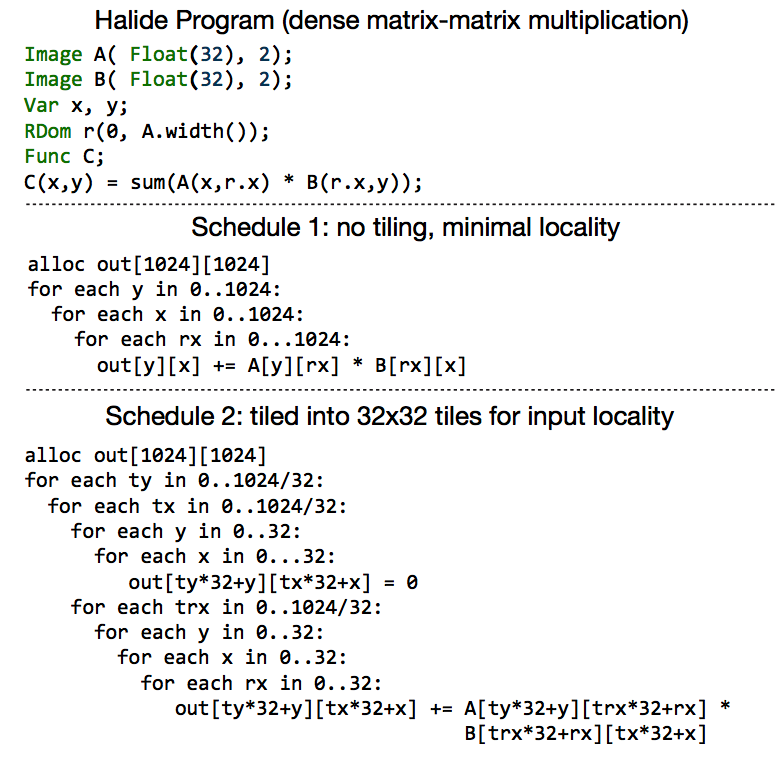 Halide Program (dense matrix-matrix multiplication)
Image A( Float(32), 2);
Image B( Float(32), 2);
Var x, y;
RDom r(0, A.width());
Func C;
C(x,y) = sum(A(x,r.x) * B(r.x,y));
Schedule 1: no tiling, minimal locality
alloc out[1024][1024]
for each y in 0..1024:
  for each x in 0..1024:
    for each rx in 0...1024:
      out[y][x] += A[y][rx] * B[rx][x]
Schedule 2: tiled into 32x32 tiles for input locality
alloc out[1024][1024]
for each ty in 0..1024/32:
  for each tx in 0..1024/32:
    for each y in 0..32:
      for each x in 0...32:
         out[ty*32+y][tx*32+x] = 0
    for each trx in 0..1024/32:
      for each y in 0..32:
        for each x in 0..32:
          for each rx in 0..32:
             out[ty*32+y][tx*32+x] += A[ty*32+y][trx*32+rx] *
                                      B[trx*32+rx][tx*32+x]